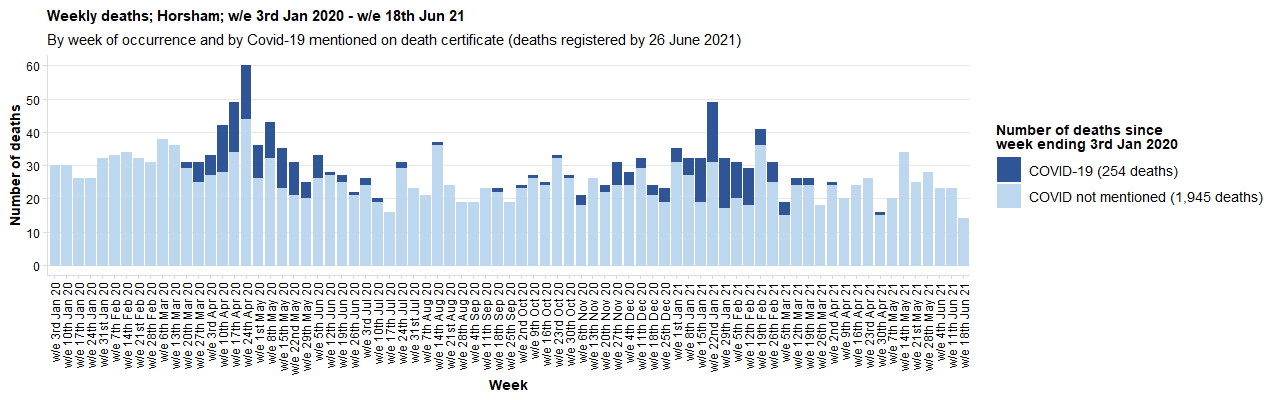 Weekly deaths; Horsham; w/e 3rd Jan 2020 - w/e 18th Jun 21
By week of occurrence and by Covid-19 mentioned on death certificate (deaths registered by 26 June 2021)
Number of deaths
60
50
40
30
20
10
0
w/e 3rd Jan 20
w/e 10th Jan 20
w/e 17th Jan 20
w/e 24th Jan 20
w/e 31st Jan 20
w/e 7th Feb 20
w/e 14th Feb 20
w/e 21st Feb 20
w/e 28th Feb 20
w/e 6th Mar 20
w/e 13th Mar 20
w/e 20th Mar 20
w/e 27th Mar 20
w/e 3rd Apr 20
w/e 10th Apr 20
w/e 17th Apr 20
w/e 24th Apr 20
w/e 1st May 20
w/e 8th May 20
w/e 15th May 20
w/e 22nd May 20
w/e 29th May 20
w/e 5th Jun 20
w/e 12th Jun 20
w/e 19th Jun 20
w/e 26th Jun 20
w/e 3rd Jul 20
w/e 10th Jul 20
w/e 17th Jul 20
w/e 24th Jul 20
w/e 31st Jul 20
w/e 7th Aug 20
w/e 14th Aug 20
w/e 21st Aug 20
w/e 28th Aug 20
w/e 4th Sep 20
w/e 11th Sep 20
w/e 18th Sep 20
w/e 25th Sep 20
w/e 2nd Oct 20
w/e 9th Oct 20
w/e 16th Oct 20
w/e 23rd Oct 20
w/e 30th Oct 20
w/e 6th Nov 20
w/e 13th Nov 20
w/e 20th Nov 20
w/e 27th Nov 20
w/e 4th Dec 20
w/e 11th Dec 20
w/e 18th Dec 20
w/e 25th Dec 20
w/e 1st Jan 21
w/e 8th Jan 21
w/e 15th Jan 21
w/e 22nd Jan 21
w/e 29th Jan 21
w/e 5th Feb 21
w/e 12th Feb 21
w/e 19th Feb 21
w/e 26th Feb 21
w/e 5th Mar 21
w/e 12th Mar 21
w/e 19th Mar 21
w/e 26th Mar 21
w/e 2nd Apr 21
w/e 9th Apr 21
w/e 16th Apr 21
w/e 23rd Apr 21
w/e 30th Apr 21
w/e 7th May 21
w/e 14th May 21
w/e 21st May 21
w/e 28th May 21
w/e 4th Jun 21
w/e 11th Jun 21
w/e 18th Jun 21
Week
Number of deaths since
week ending 3rd Jan 2020
COVID-19 (254 deaths)
COVID not mentioned (1,945 deaths)